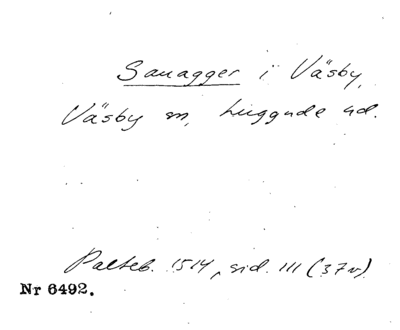 Sauagger i Väsby,
Väsby sn, Luggude hd.
Palteb. 1514, sid. 111 (37v).
Nr 6492.